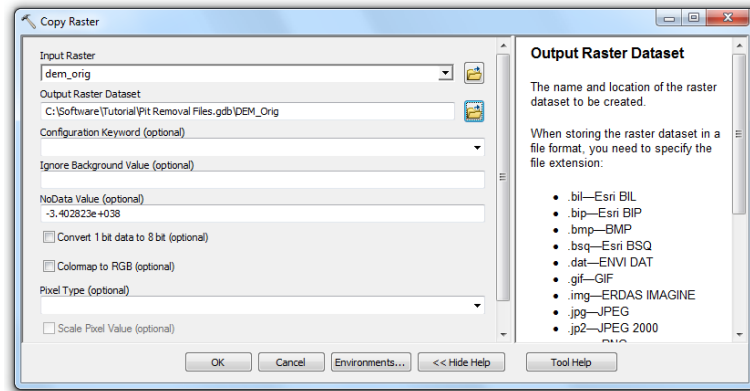 Copy Raster
Input Raster
dem_orig
Output Raster Dataset
C:\Software\Tutorial\Pit Removal Files.gdb\DEM_Orig
Configuration Keyword (optional)
Ignore Background Value (optional)
NoData Value (optional)
-3.402823e+038
Convert 1 bit data to 8 bit (optional)
Colormap to RGB (optional)
Pixel Type (optional)
Scale Pixel Value (optional)
Output Raster Dataset
The name and location of the raster
dataset to be created.
When storing the raster dataset in a
file format, you need to specify the
file extension:
• .bil—Esri BIL
• .bip—Esri BIP
• .bmp—BMP
• .bsq—Esri BSQ
• .dat—ENVI DAT
• .gif—GIF
• .img—ERDAS IMAGINE
• .jpg—JPEG
• .jp2—JPEG 2000
OK
Cancel
Environments...
<< Hide Help
Tool Help